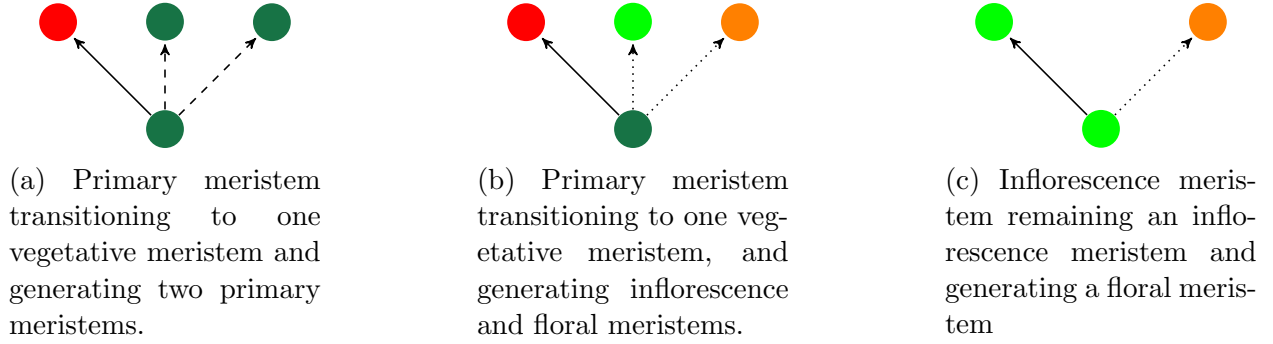 (a) Primary meristem
transitioning to one
vegetative meristem and
generating two primary
meristems.
(b) Primary meristem
transitioning to one veg-
etative meristem, and
generating inflorescence
and floral meristems.
(c) Inflorescence meris-
tem remaining an inflo-
rescence meristem and
generating a floral meris-
tem